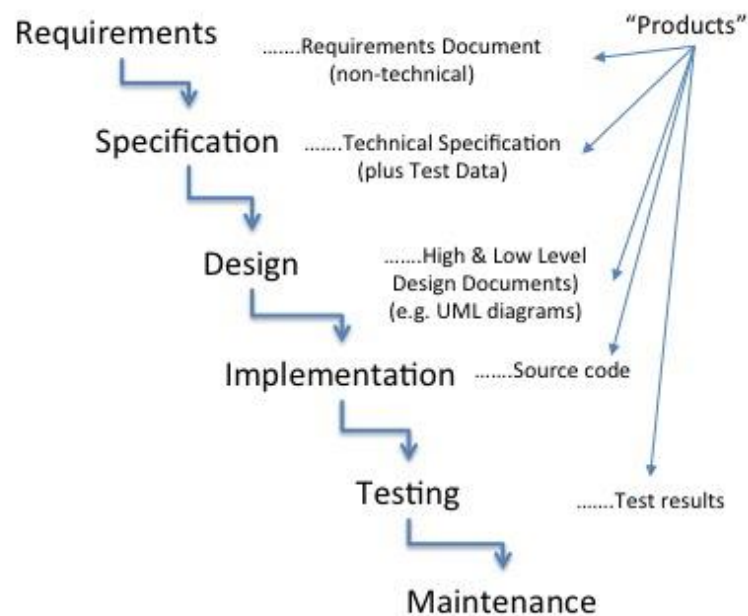 Requirements
…….Requirements Document
(non-technical)
“Products”
Specification
…….Technical Specification
(plus Test Data)
Design
…….High & Low Level
Design Documents)
(e.g. UML diagrams)
Implementation
…….Source code
Testing
…….Test results
Maintenance